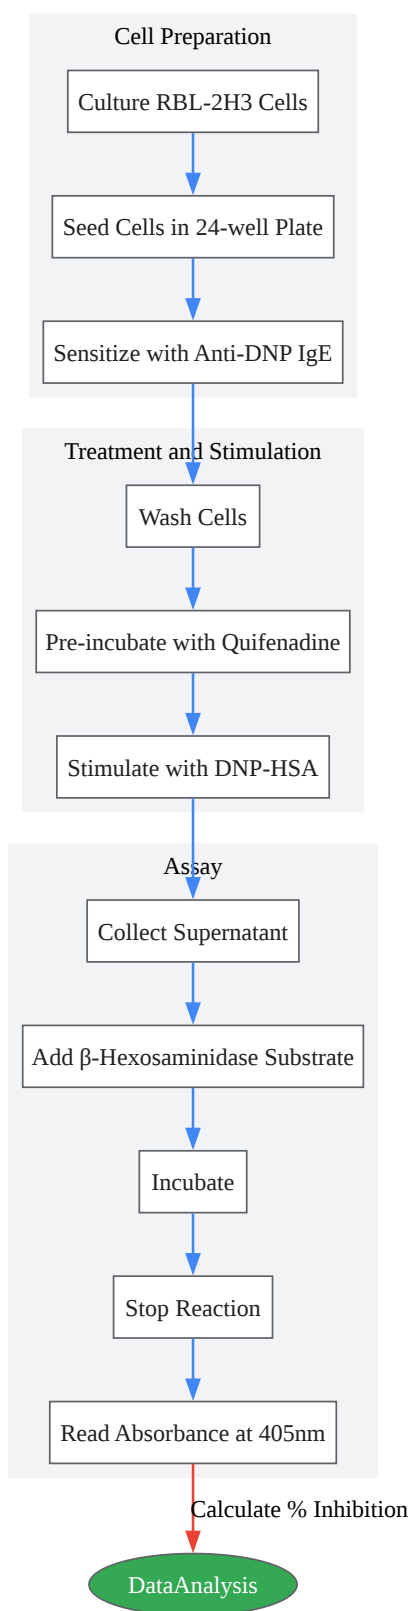 Cell Preparation
Culture RBL-2H3 Cells
Seed Cells in 24-well Plate
Sensitize with Anti-DNP IgE
Treatment and Stimulation
Wash Cells
Pre-incubate with Quifenadine
Stimulate with DNP-HSA
Assay
Collect Supernatant
Add β-Hexosaminidase Substrate
Incubate
Stop Reaction
Read Absorbance at 405nm
Calculate % Inhibition
DataAnalysis